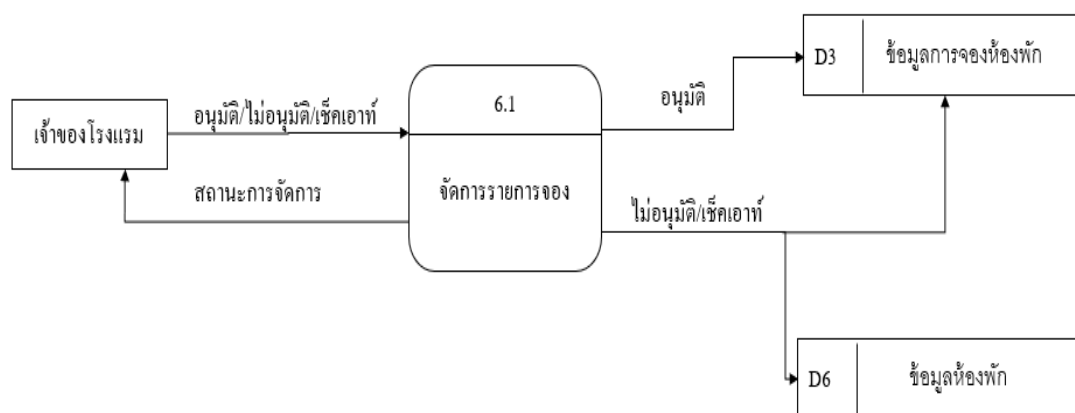 D3
ข้อมูลการจองห้องพัก
6.1
อนุมัติ
อนุมัติ/ไม่อนุมัติ/เช็คเอาท์
เจ้าของโรงแรม
สถานะการจัดการ
จัดการรายการจอง
ไม่อนุมัติ/เช็คเอาท์
D6
ข้อมูลห้องพัก